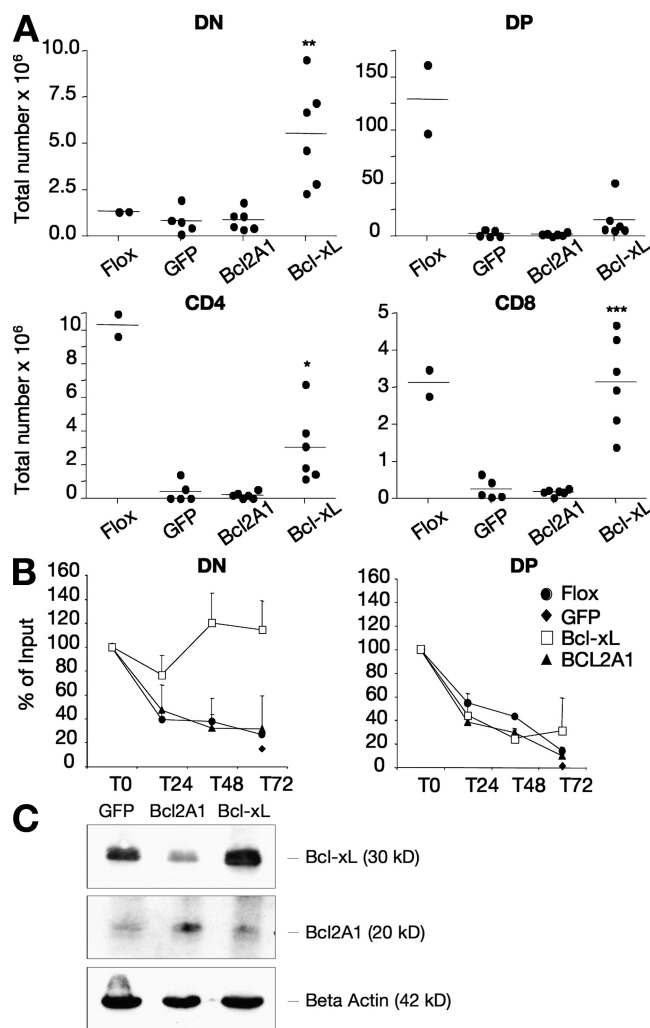 A
DN
DP
Total number x 10⁶
10.0
7.5
5.0
2.5
0.0
**
Flox
GFP
Bcl2A1
Bcl-xL
150
100
50
0
Flox
GFP
Bcl2A1
Bcl-xL
CD4
CD8
Total number x 10⁶
10
8
6
4
2
0
*
Flox
GFP
Bcl2A1
Bcl-xL
5
4
3
2
1
0
***
Flox
GFP
Bcl2A1
Bcl-xL
B
DN
DP
% of Input
160
140
120
100
80
60
40
20
0
T0 T24 T48 T72
160
140
120
100
80
60
40
20
0
T0 T24 T48 T72
Flox
GFP
Bcl-xL
BCL2A1
C
GFP Bcl2A1 Bcl-xL
Bcl-xL (30 kD)
Bcl2A1 (20 kD)
Beta Actin (42 kD)